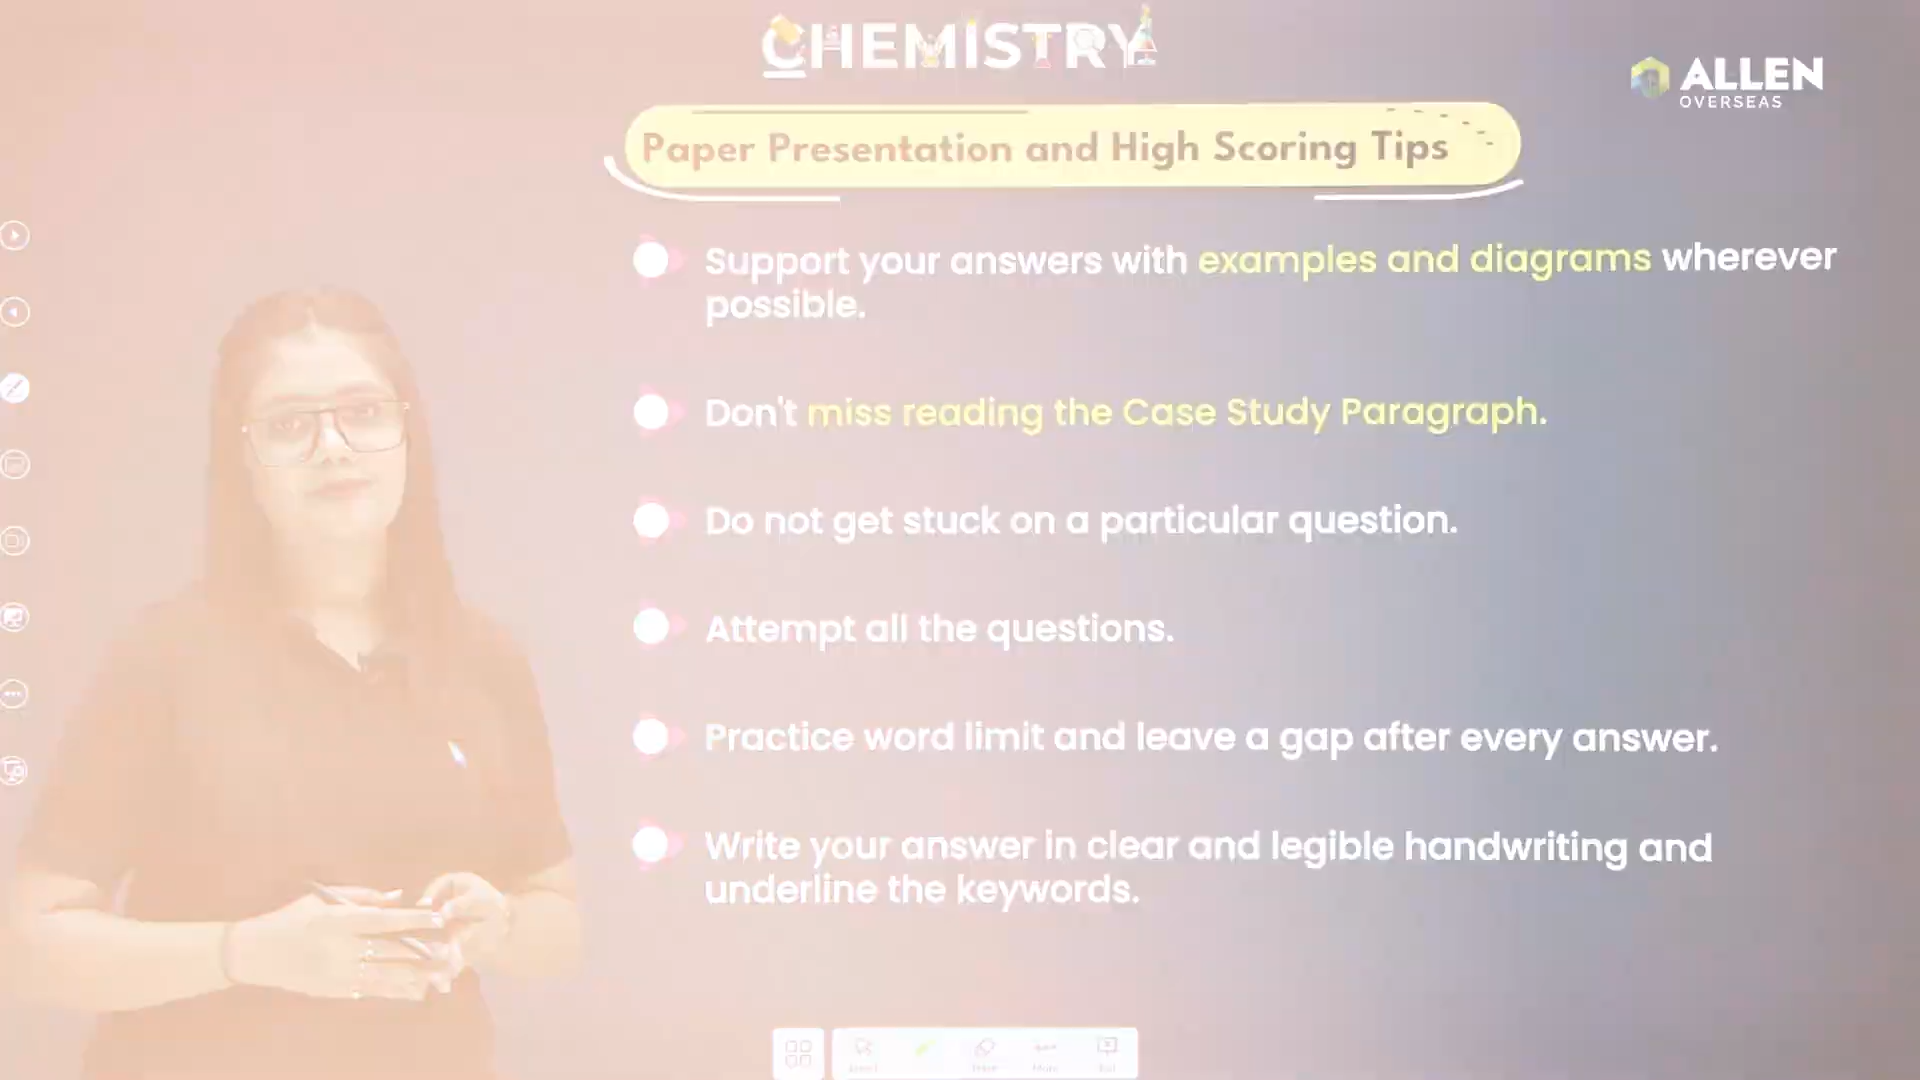 CHEMISTRY
ALLEN
OVERSEAS
Paper Presentation and High Scoring Tips
Support your answers with examples and diagrams wherever
possible.
Don't miss reading the Case Study Paragraph.
Do not get stuck on a particular question.
Attempt all the questions.
Practice word limit and leave a gap after every answer.
Write your answer in clear and legible handwriting and
underline the keywords.